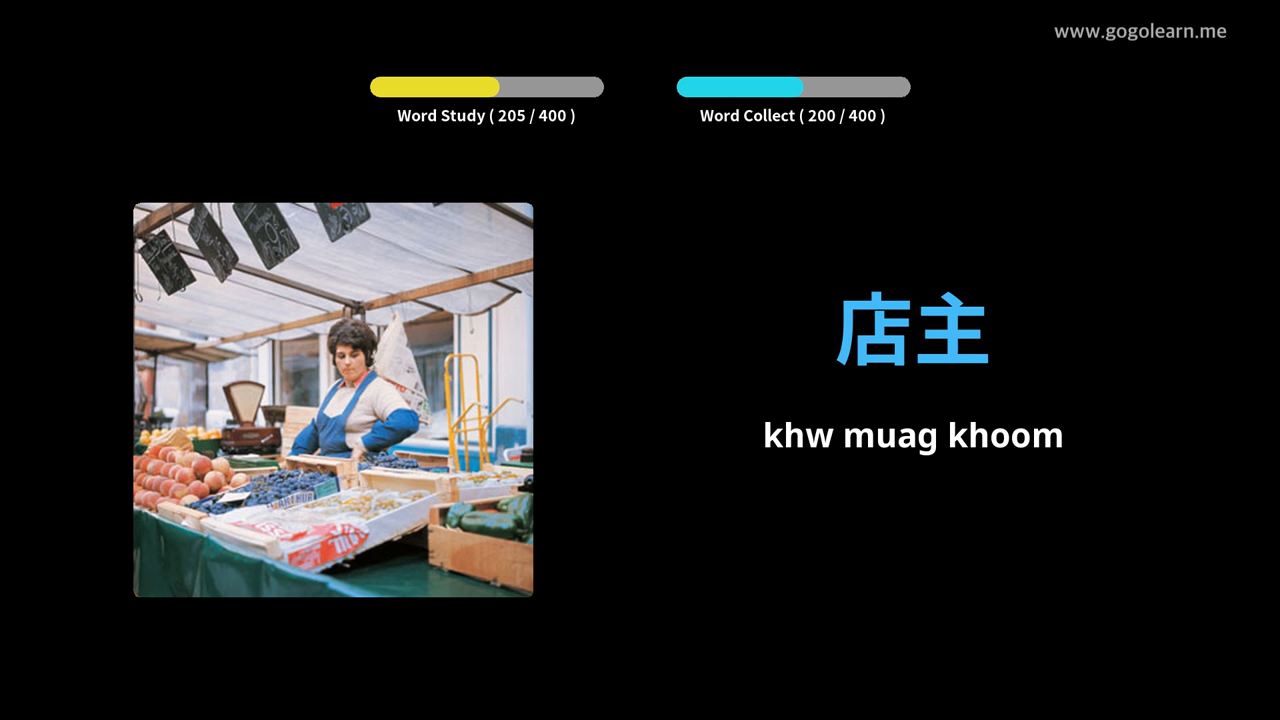 www.gogolearn.me
Word Study ( 205 / 400 )
Word Collect ( 200 / 400 )
店主
khw muag khoom